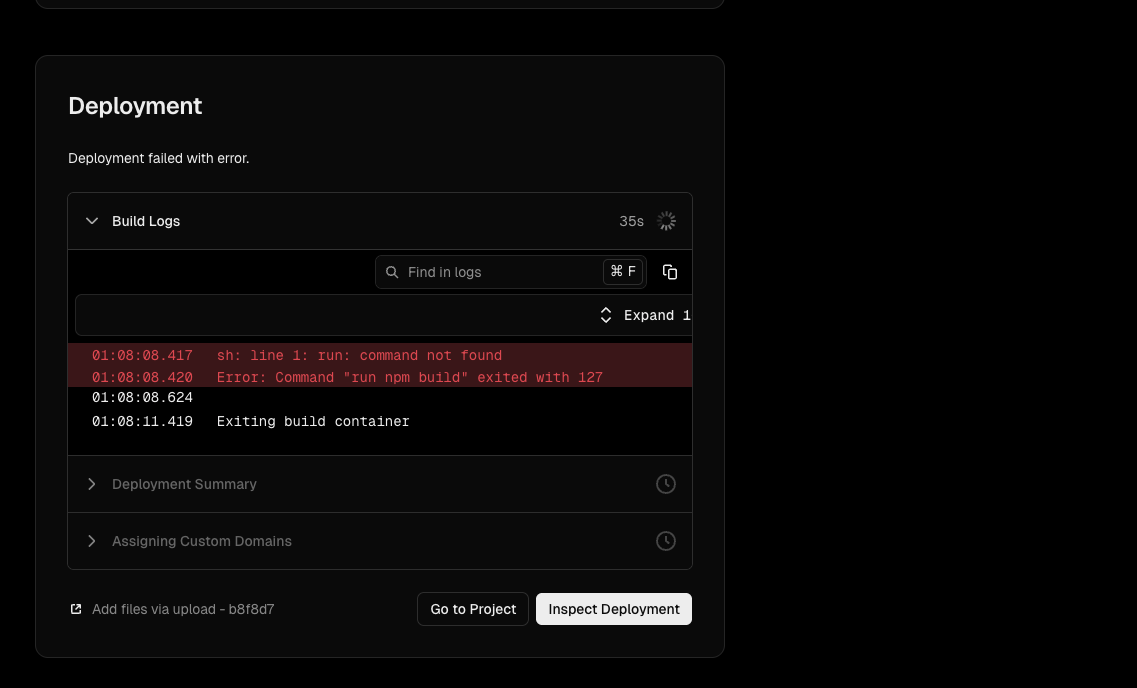 Deployment
Deployment failed with error.
Build Logs 35s
Find in logs ⌘ F
Expand 1
01:08:08.417 sh: line 1: run: command not found
01:08:08.420 Error: Command "run npm build" exited with 127
01:08:08.624
01:08:11.419 Exiting build container
Deployment Summary
Assigning Custom Domains
Add files via upload - b8f8d7 Go to Project Inspect Deployment